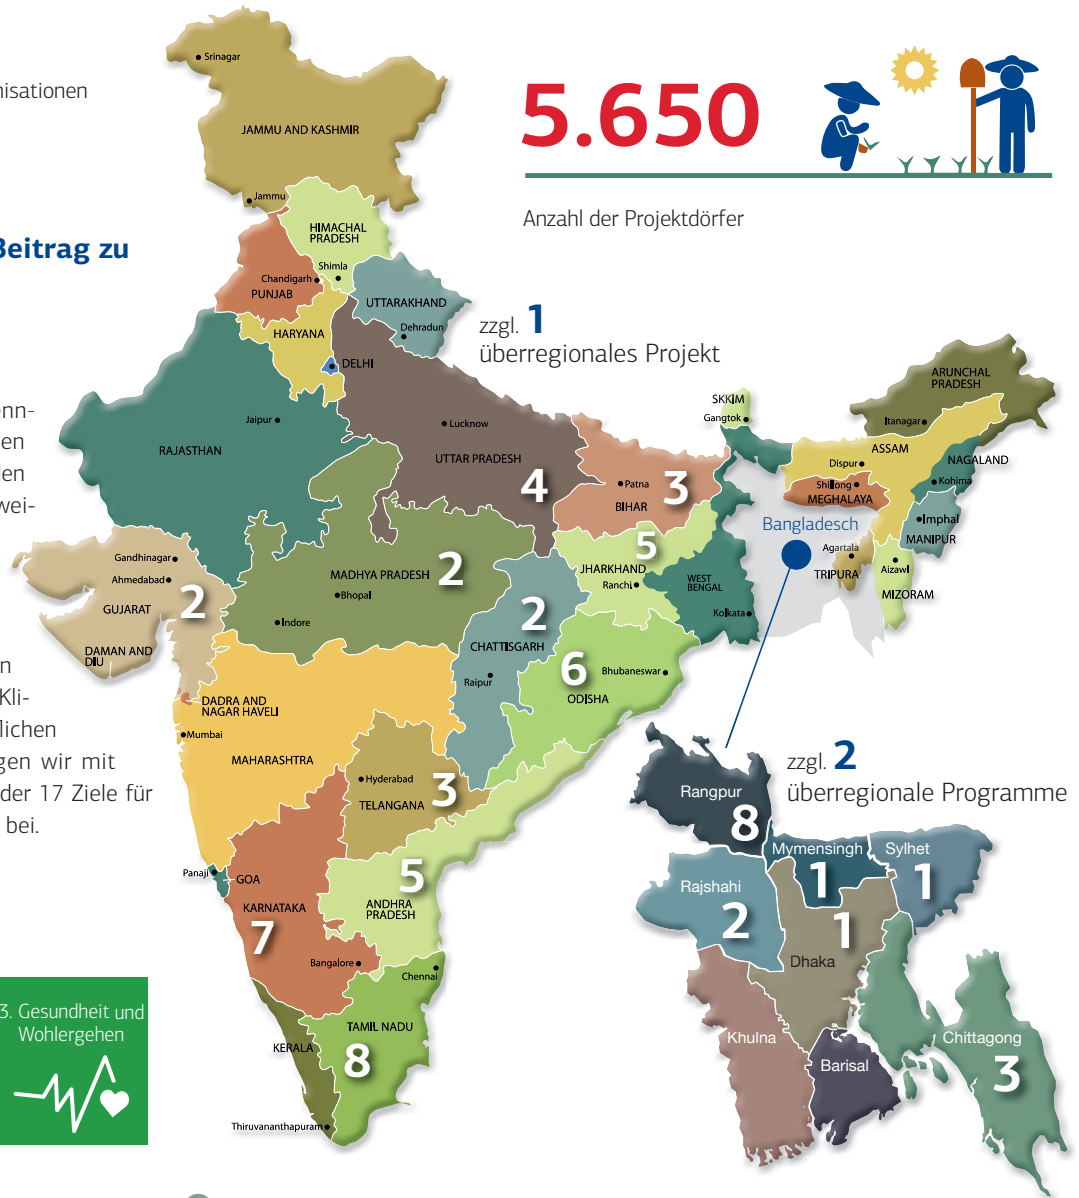 nisationen
5.650
Anzahl der Projektdörfer
Beitrag zu
zzgl. 1
überregionales Projekt
enn-
en
den
wei-
n
Kli-
lichen
gen wir mit
der 17 Ziele für
bei.
3. Gesundheit und
Wohlergehen
Srinagar
JAMMU AND KASHMIR
Jammu
HIMACHAL
PRADESH
Shimla
Chandigarh
PUNJAB
UTTARAKHAND
Dehradun
HARYANA
DELHI
Jaipur
RAJASTHAN
Lucknow
UTTAR PRADESH
4
Patna
BIHAR
3
SKKIM
Gangtok
ARUNCHAL
PRADESH
Itanagar
ASSAM
Dispur
NAGALAND
Shillong
Kohima
MEGHALAYA
Imphal
MANIPUR
Bangladesch
Agartala
TRIPURA
Aizawl
MIZORAM
5
JHARKHAND
Ranchi
WEST
BENGAL
Kolkata
Gandhinagar
Ahmedabad
GUJARAT
2
DAMAN AND
DIU
MADHYA PRADESH
2
Bhopal
Indore
2
CHATTISGARH
Raipur
6
Bhubaneswar
ODISHA
DADRA AND
NAGAR HAVELI
Mumbai
MAHARASHTRA
Hyderabad
TELANGANA
3
5
ANDHRA
PRADESH
Panaji
GOA
KARNATAKA
7
Bangalore
Chennai
TAMIL NADU
8
KERALA
Thiruvananthapuram
zzgl. 2
überregionale Programme
Rangpur
8
Mymensingh
1
Sylhet
1
Rajshahi
2
1
Dhaka
Khulna
Barisal
Chittagong
3